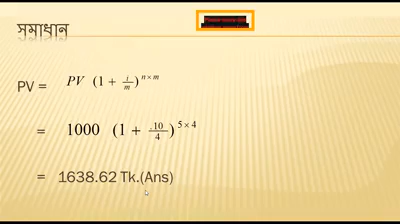 সমাধান
PV = PV (1 + i/m)^{n×m}
= 1000 (1 + .10/4)^{5×4}
= 1638.62 Tk.(Ans)